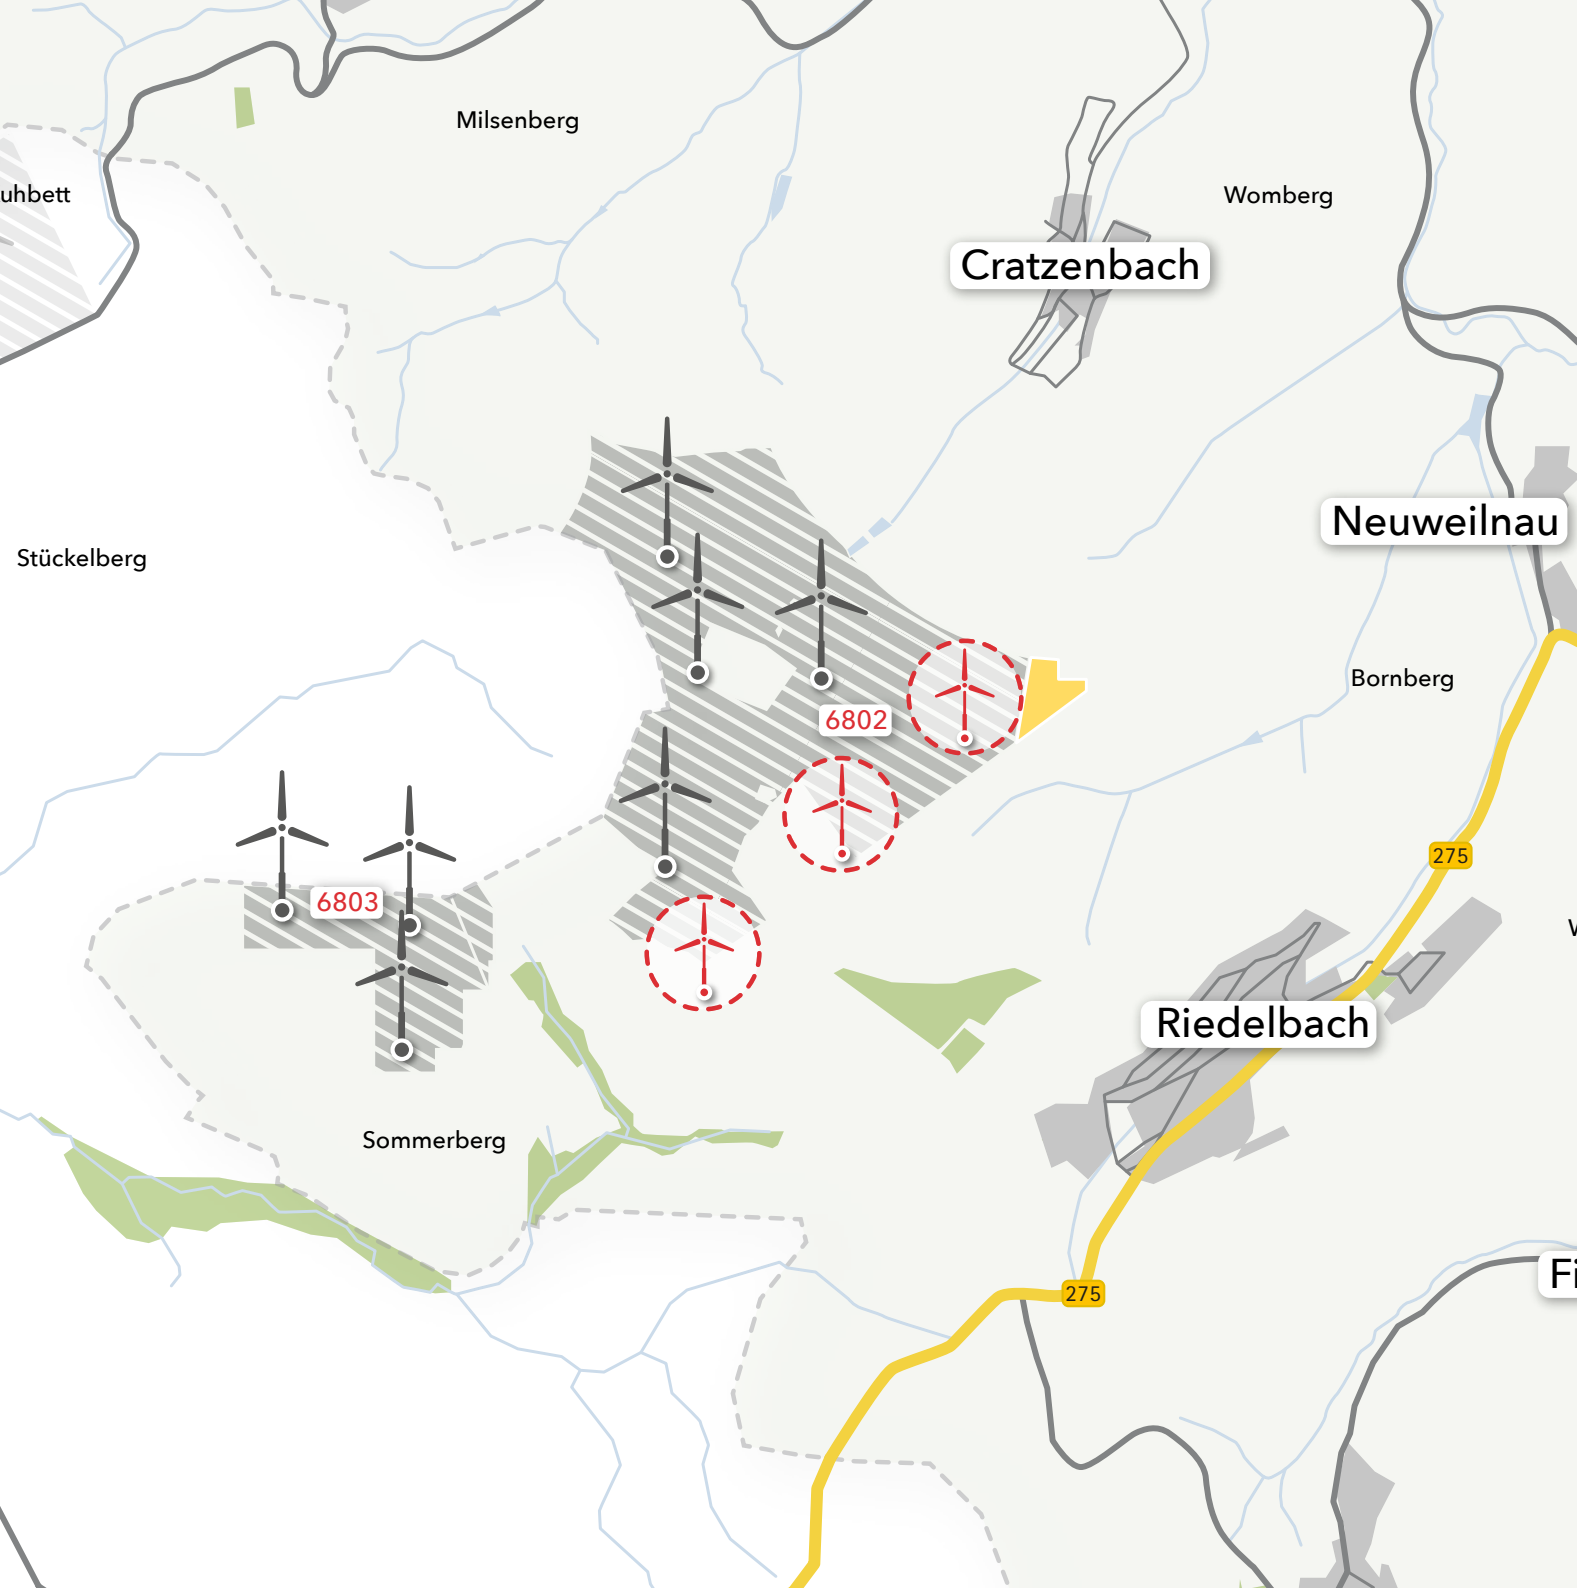 Milsenberg
uhbett
Womberg
Cratzenbach
Neuweilnau
Stückelberg
Bornberg
6802
275
6803
W
Riedelbach
Sommerberg
275
Fi